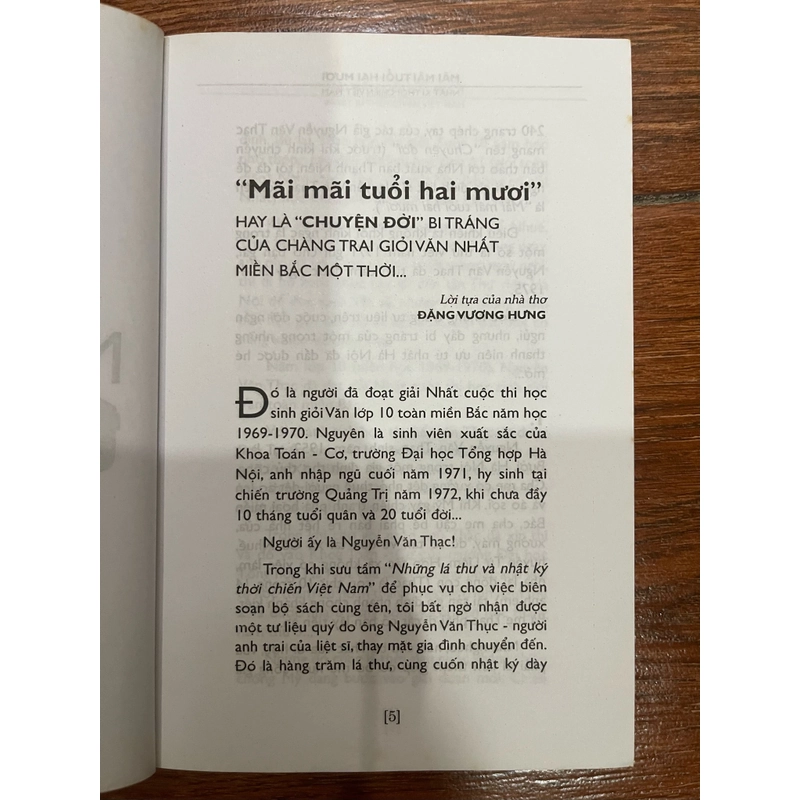 "Mãi mãi tuổi hai mươi"
HAY LÀ "CHUYỆN ĐỜI" BI TRÁNG
CỦA CHÀNG TRAI GIỎI VĂN NHẤT
MIỀN BẮC MỘT THỜI...
Lời tựa của nhà thơ
ĐẶNG VƯƠNG HƯNG
Đó là người đã đoạt giải Nhất cuộc thi học
sinh giỏi Văn lớp 10 toàn miền Bắc năm học
1969-1970. Nguyên là sinh viên xuất sắc của
Khoa Toán - Cơ, trường Đại học Tổng hợp Hà
Nội, anh nhập ngũ cuối năm 1971, hy sinh tại
chiến trường Quảng Trị năm 1972, khi chưa đầy
10 tháng tuổi quân và 20 tuổi đời...
Người ấy là Nguyễn Văn Thạc!
Trong khi sưu tầm "Những lá thư và nhật ký
thời chiến Việt Nam" để phục vụ cho việc biên
soạn bộ sách cùng tên, tôi bất ngờ nhận được
một tư liệu quý do ông Nguyễn Văn Thục - người
anh trai của liệt sĩ, thay mặt gia đình chuyển đến.
Đó là hàng trăm lá thư, cùng cuốn nhật ký dày
[5]